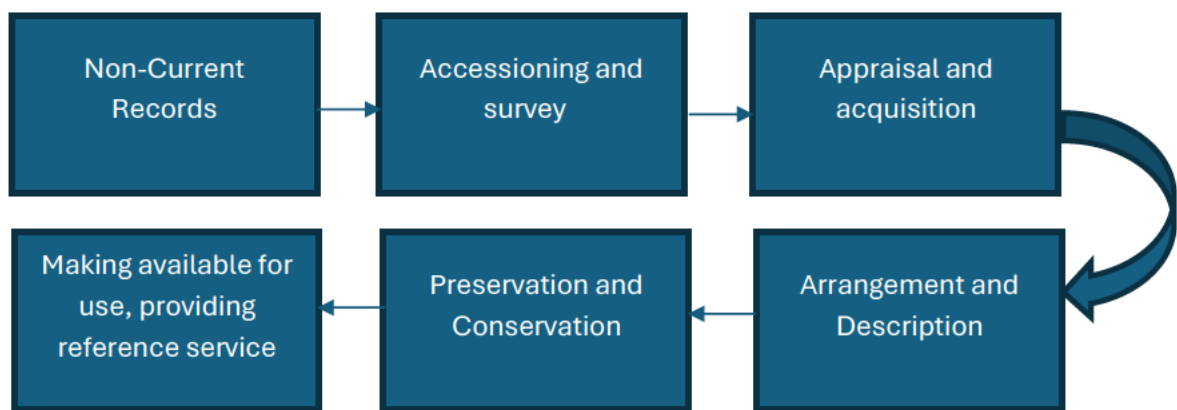 Non-Current
Records
Accessioning and
survey
Appraisal and
acquisition
Arrangement and
Description
Preservation and
Conservation
Making available for
use, providing
reference service